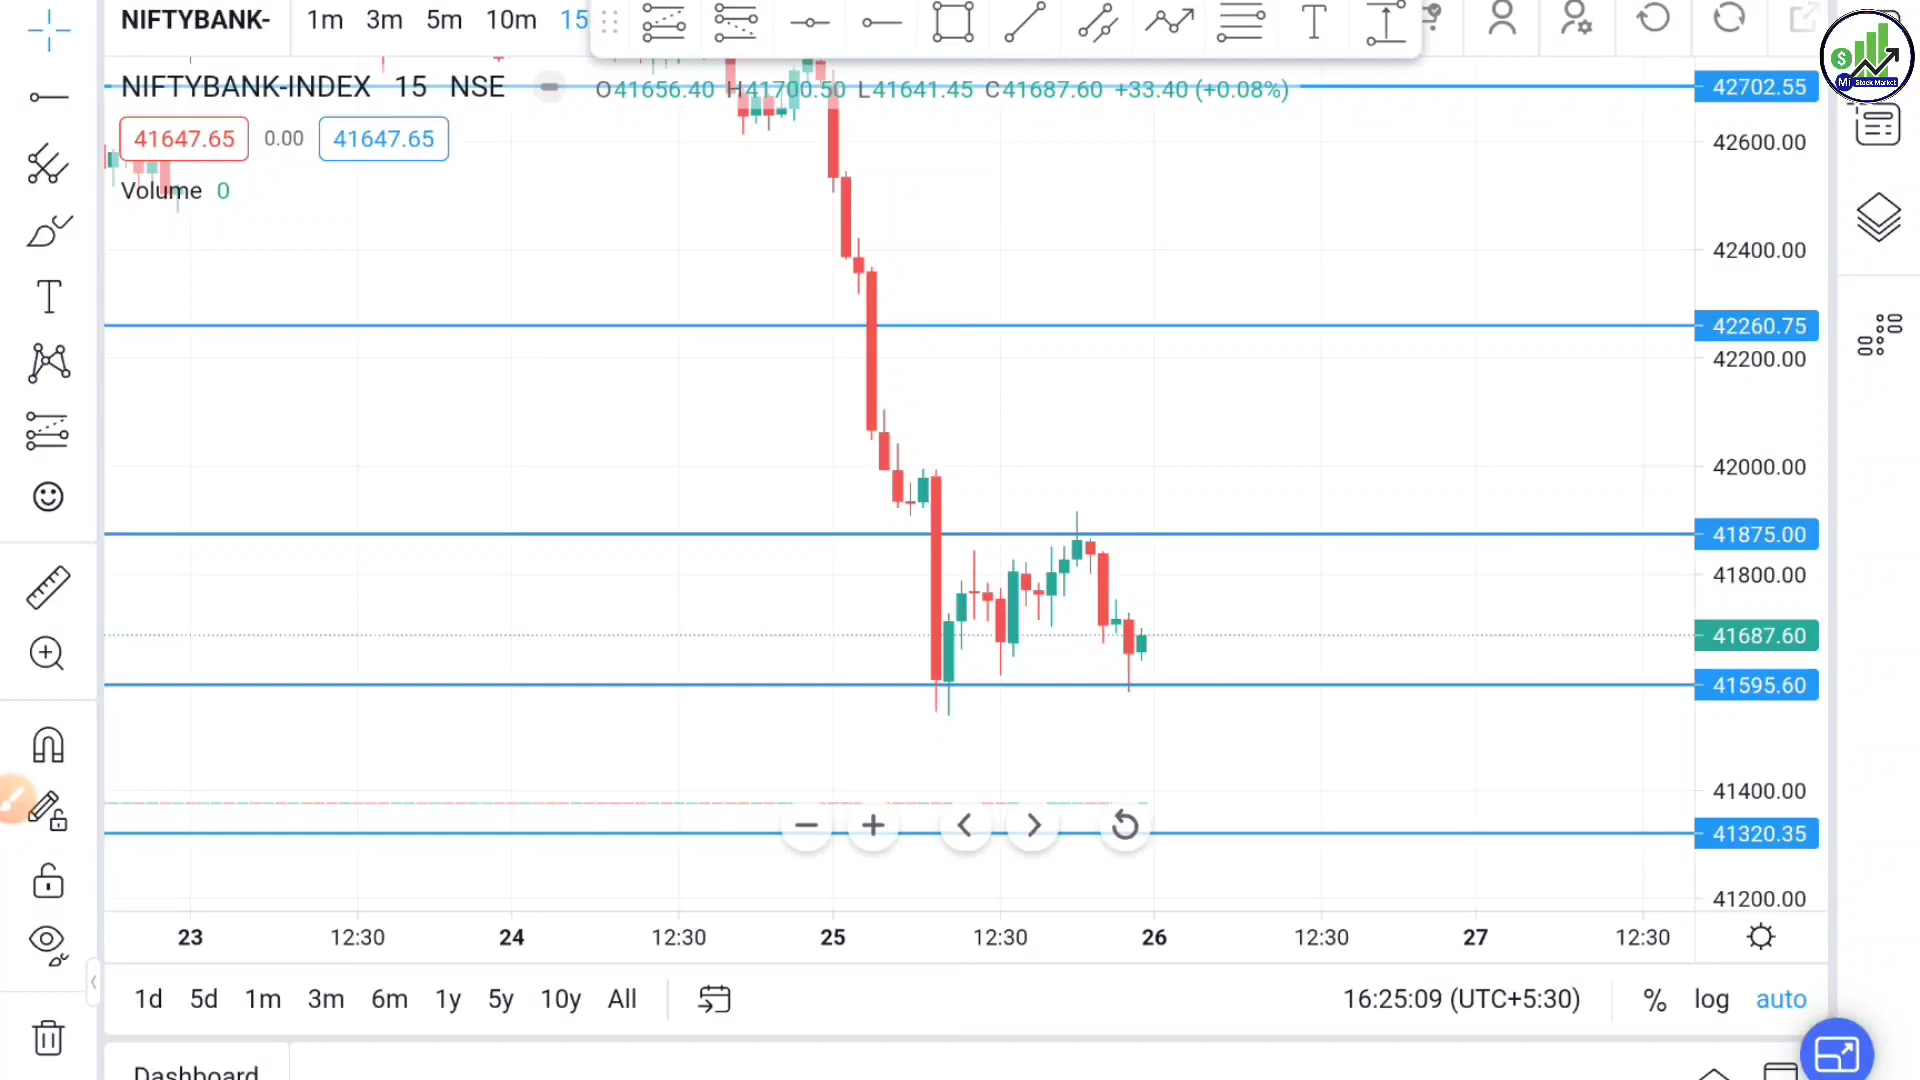 NIFTYBANK- 1m 3m 5m 10m 15
NIFTYBANK-INDEX 15 NSE O41656.40 H41700.50 L41641.45 C41687.60 +33.40 (+0.08%)
41647.65 0.00 41647.65
Volume 0
42702.55
42600.00
42400.00
42260.75
42200.00
42000.00
41875.00
41800.00
41687.60
41595.60
41400.00
41320.35
41200.00
23 12:30 24 12:30 25 12:30 26 12:30 27 12:30
1d 5d 1m 3m 6m 1y 5y 10y All 16:25:09 (UTC+5:30) % log auto
Dashboard
Mi Stock Market